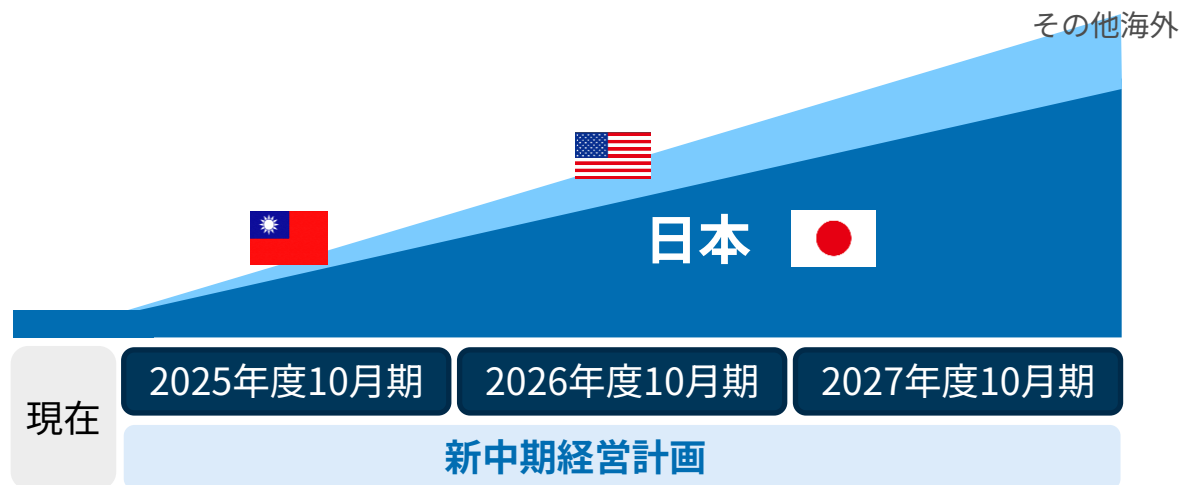 その他海外
日本
2025年度10月期
2026年度10月期
2027年度10月期
現在
新中期経営計画